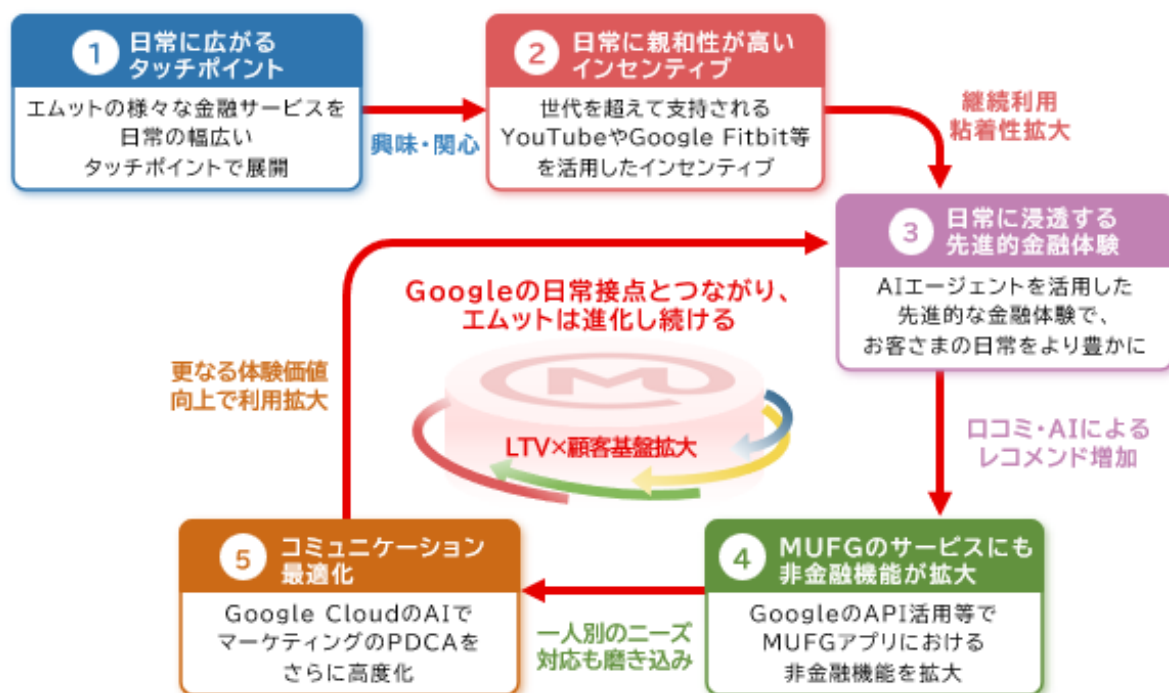 1 日常に広がる
タッチポイント
エムットの様々な金融サービスを
日常の幅広い
タッチポイントで展開
興味・関心
2 日常に親和性が高い
インセンティブ
世代を超えて支持される
YouTubeやGoogle Fitbit等
を活用したインセンティブ
継続利用
粘着性拡大
3 日常に浸透する
先進的金融体験
AIエージェントを活用した
先進的な金融体験で、
お客さまの日常をより豊かに
Googleの日常接点とつながり、
エムットは進化し続ける
LTV×顧客基盤拡大
更なる体験価値
向上で利用拡大
口コミ・AIによる
レコメンド増加
4 MUFGのサービスにも
非金融機能が拡大
GoogleのAPI活用等で
MUFGアプリにおける
非金融機能を拡大
一人別のニーズ
対応も磨き込み
5 コミュニケーション
最適化
Google CloudのAIで
マーケティングのPDCAを
さらに高度化